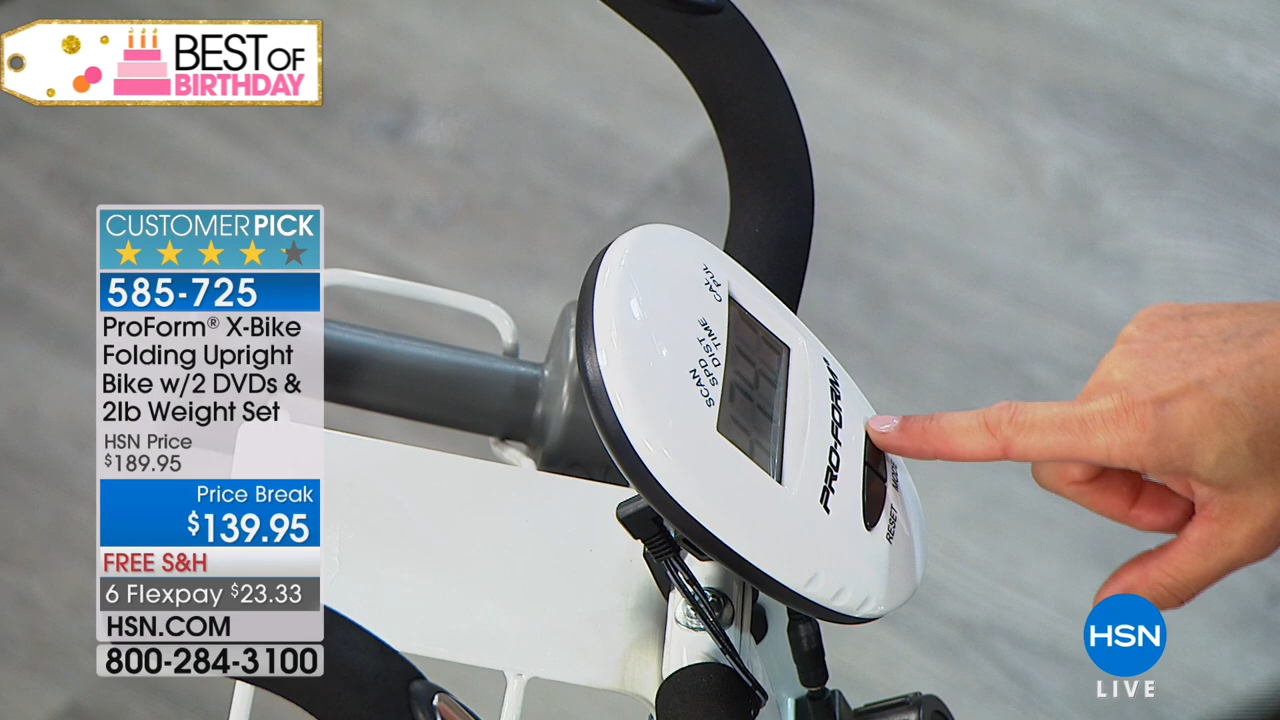 BEST OF
BIRTHDAY
CUSTOMER PICK
585-725
ProForm® X-Bike
Folding Upright
Bike w/2 DVDs &
2lb Weight Set
HSN Price
$189.95
Price Break
$139.95
FREE S&H
6 Flexpay $23.33
HSN.COM
800-284-3100
SCAN
SPD
DIST
TIME
CAL
PUL
PRO-FORM
RESET
MODE
HSN
LIVE